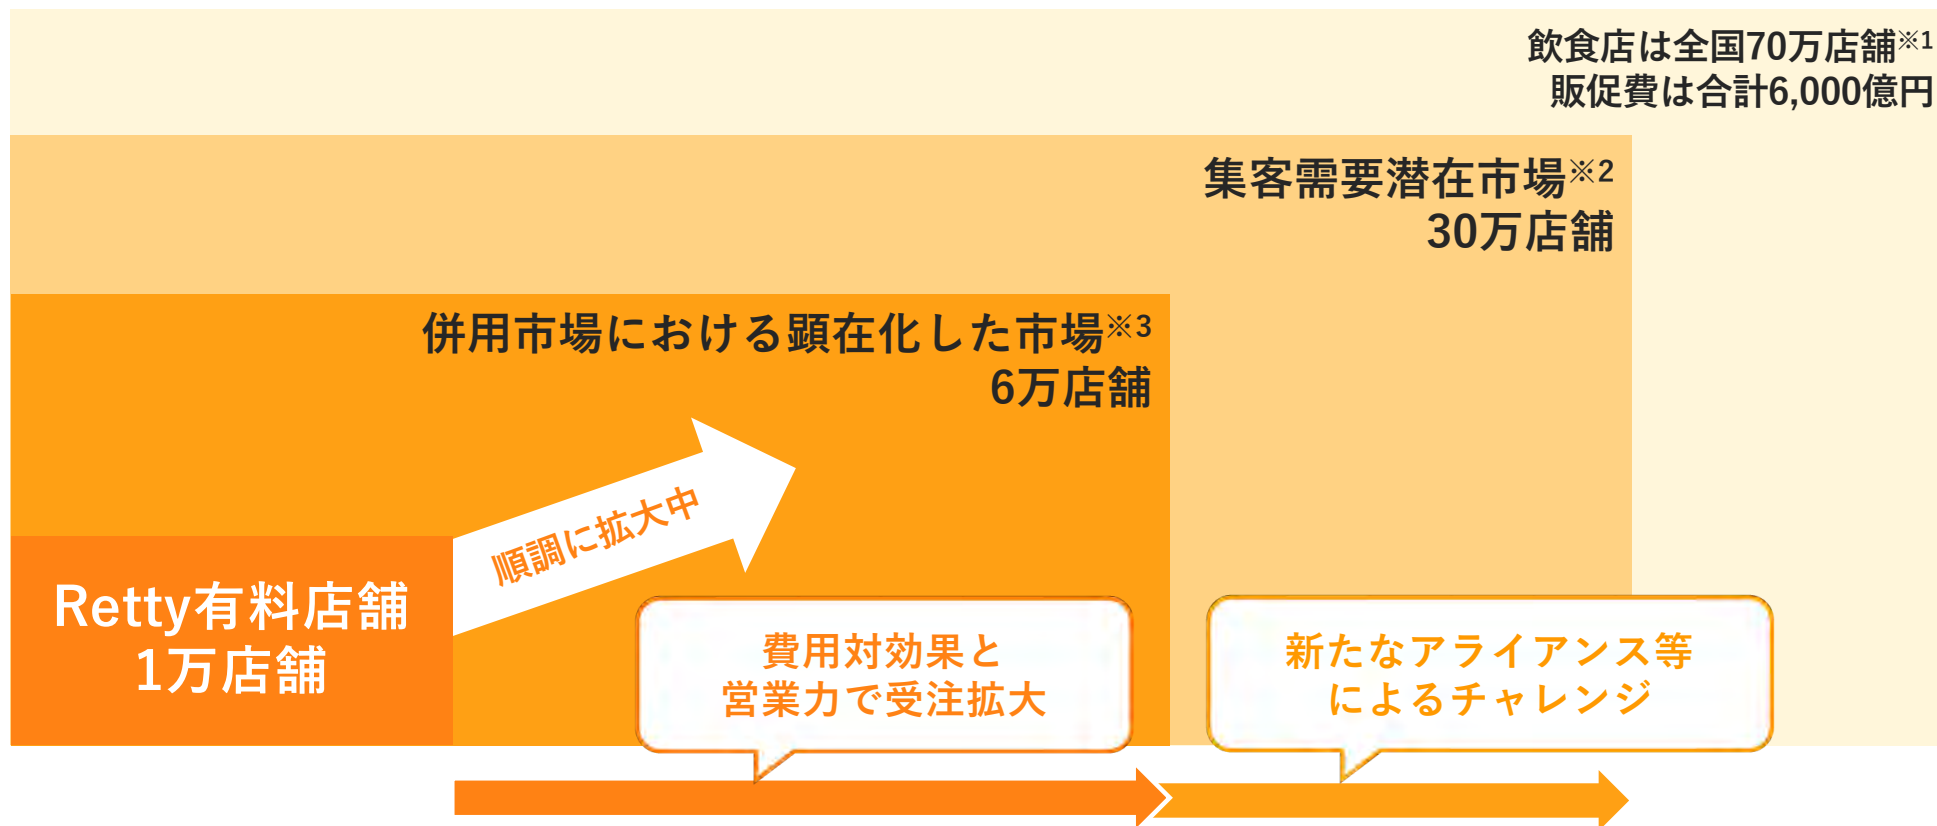 飲食店は全国70万店舗※1
販促費は合計6,000億円
集客需要潜在市場※2
30万店舗
併用市場における顕在化した市場※3
6万店舗
順調に拡大中
Retty有料店舗
1万店舗
費用対効果と
営業力で受注拡大
新たなアライアンス等
によるチャレンジ